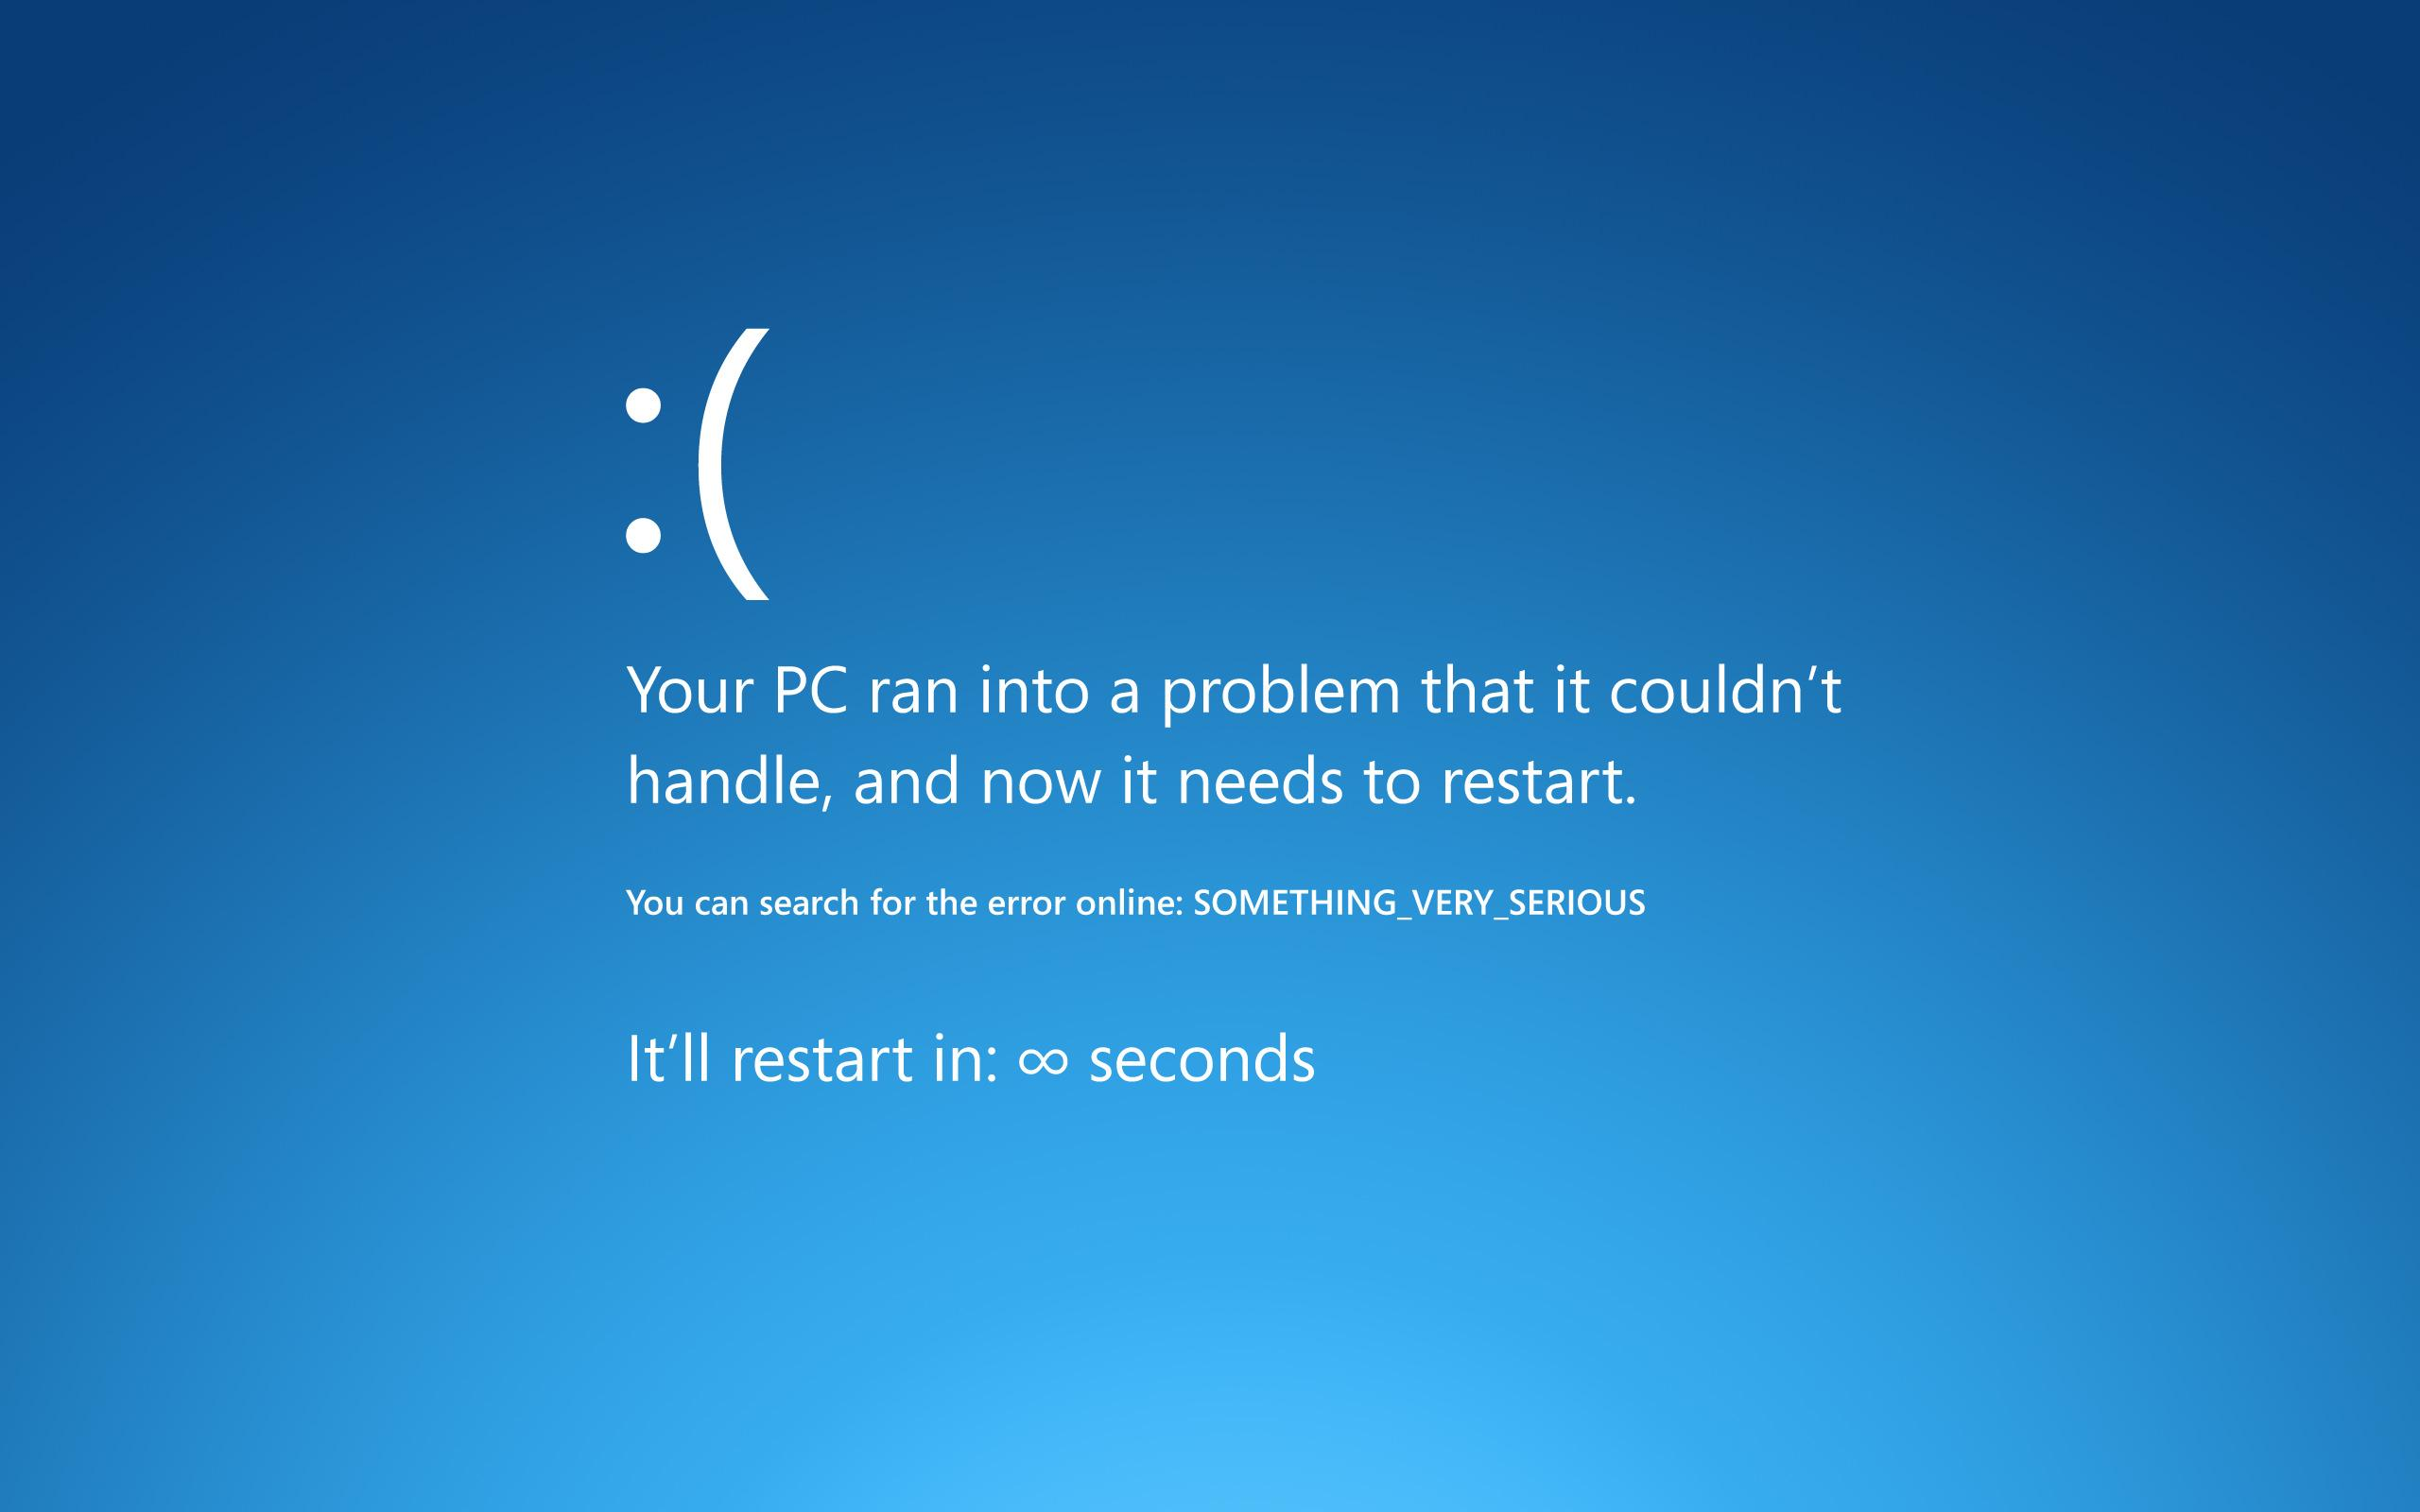 :(
Your PC ran into a problem that it couldn’t
handle, and now it needs to restart.
You can search for the error online: SOMETHING_VERY_SERIOUS
It’ll restart in: ∞ seconds